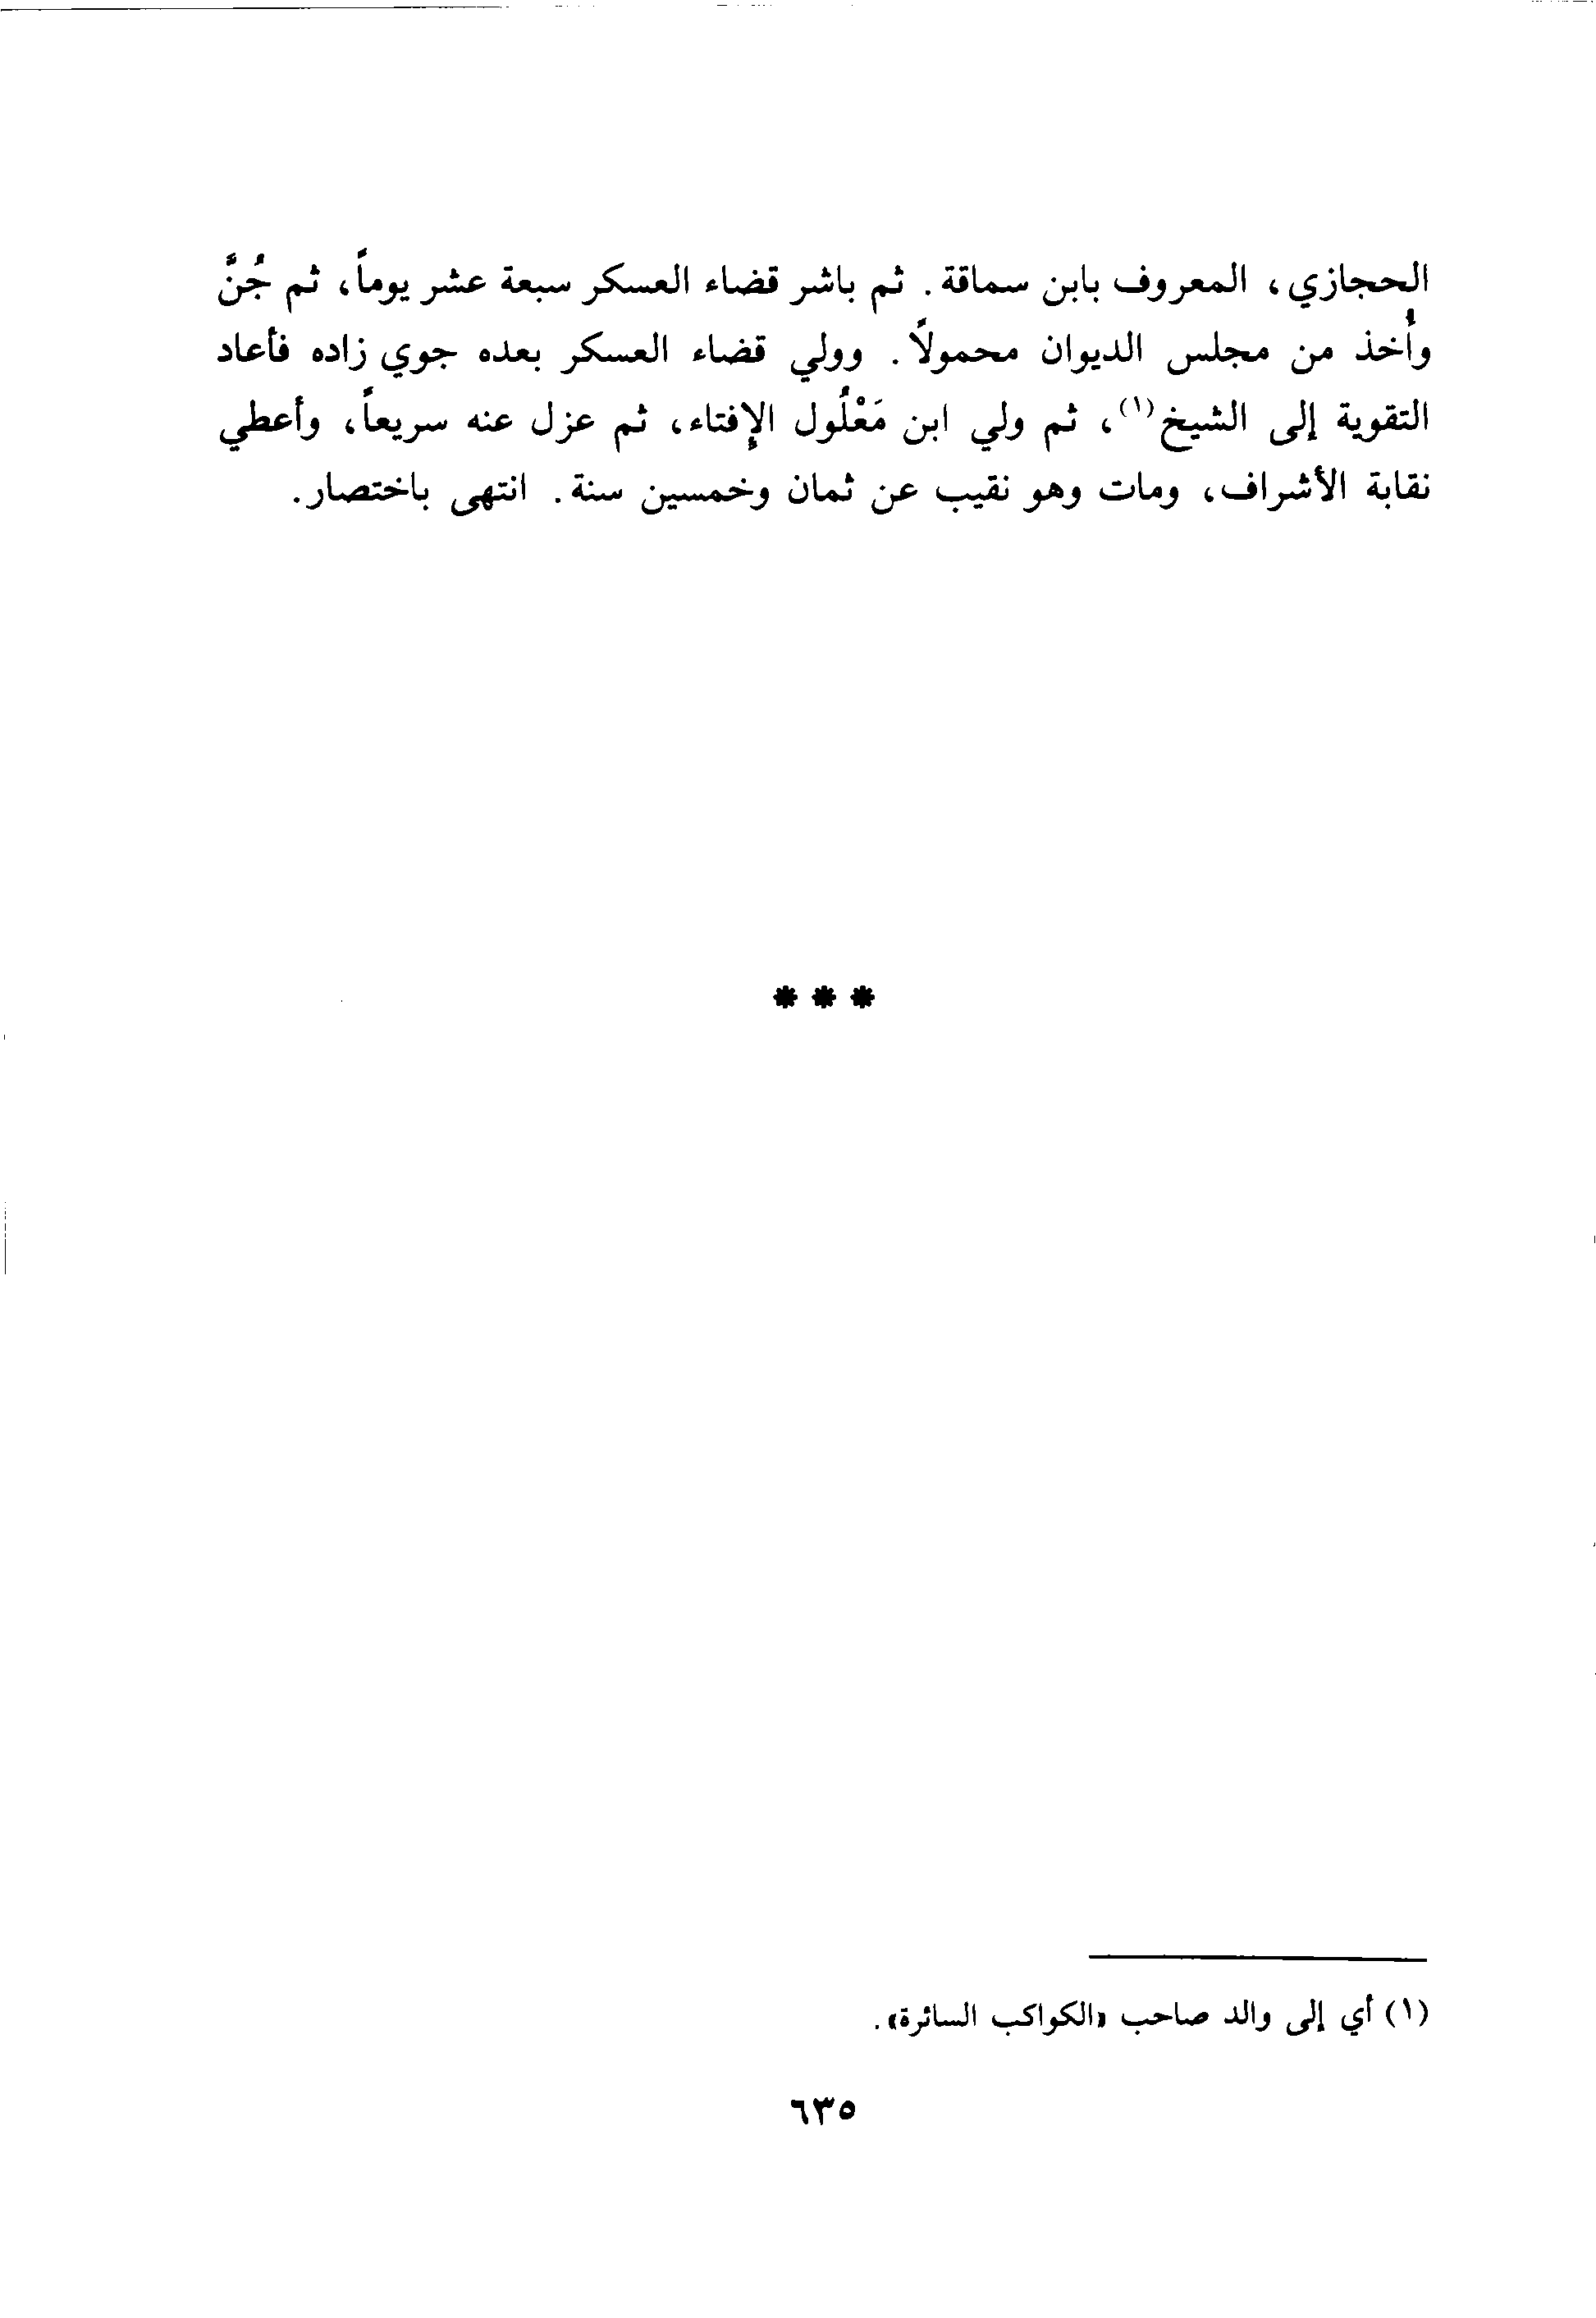 الحجازي، المعروف بابن سماقة. ثم باشر قضاء العسكر سبعة عشر يوماً، ثم جُنَّ
وأُخذ من مجلس الديوان محمولاً. وولي قضاء العسكر بعده جوي زاده فأعاد
التقوية إلى الشيخ(١)، ثم ولي ابن مَعْلُول الإفتاء، ثم عزل عنه سريعاً، وأعطي
نقابة الأشراف، ومات وهو نقيب عن ثمان وخمسين سنة. انتهى باختصار.
* * *
(١) أي إلى والد صاحب «الكواكب السائرة».
٦٣٥